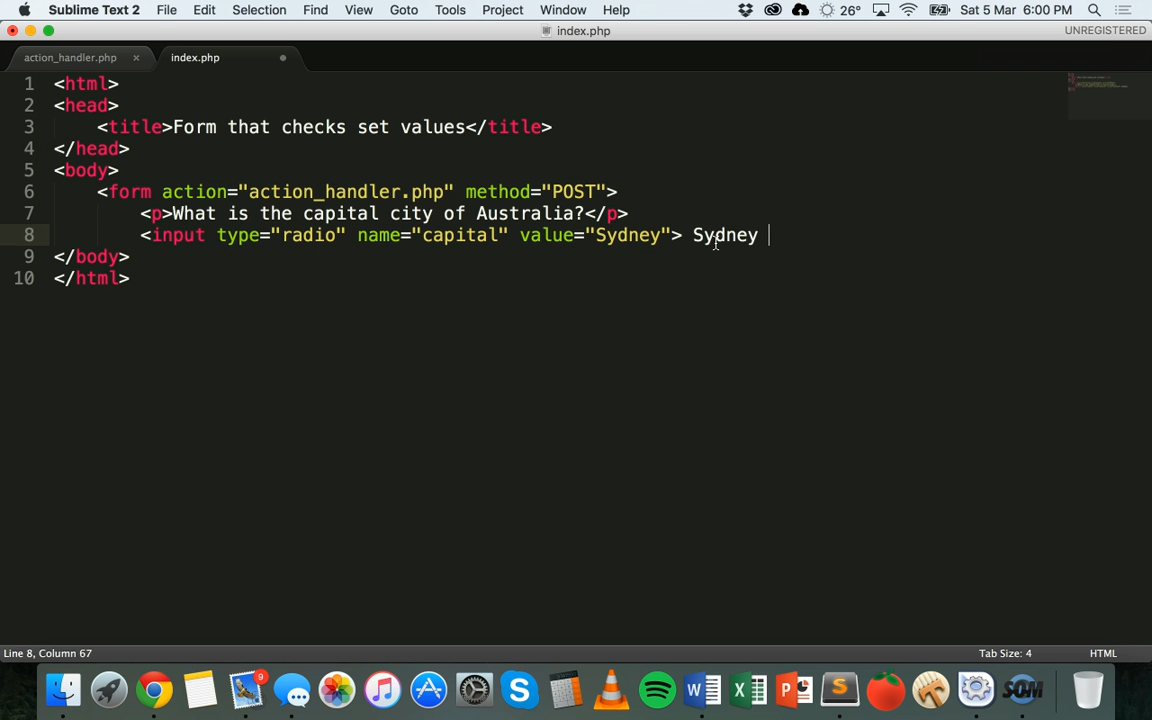 Sublime Text 2 File Edit Selection Find View Goto Tools Project Window Help 26° Sat 5 Mar 6:00 PM
index.php UNREGISTERED
action_handler.php × index.php
1 <html>
2 <head>
3 <title>Form that checks set values</title>
4 </head>
5 <body>
6 <form action="action_handler.php" method="POST">
7 <p>What is the capital city of Australia?</p>
8 <input type="radio" name="capital" value="Sydney"> Sydney
9 </body>
10 </html>
Line 8, Column 67 Tab Size: 4 HTML
9
SOM